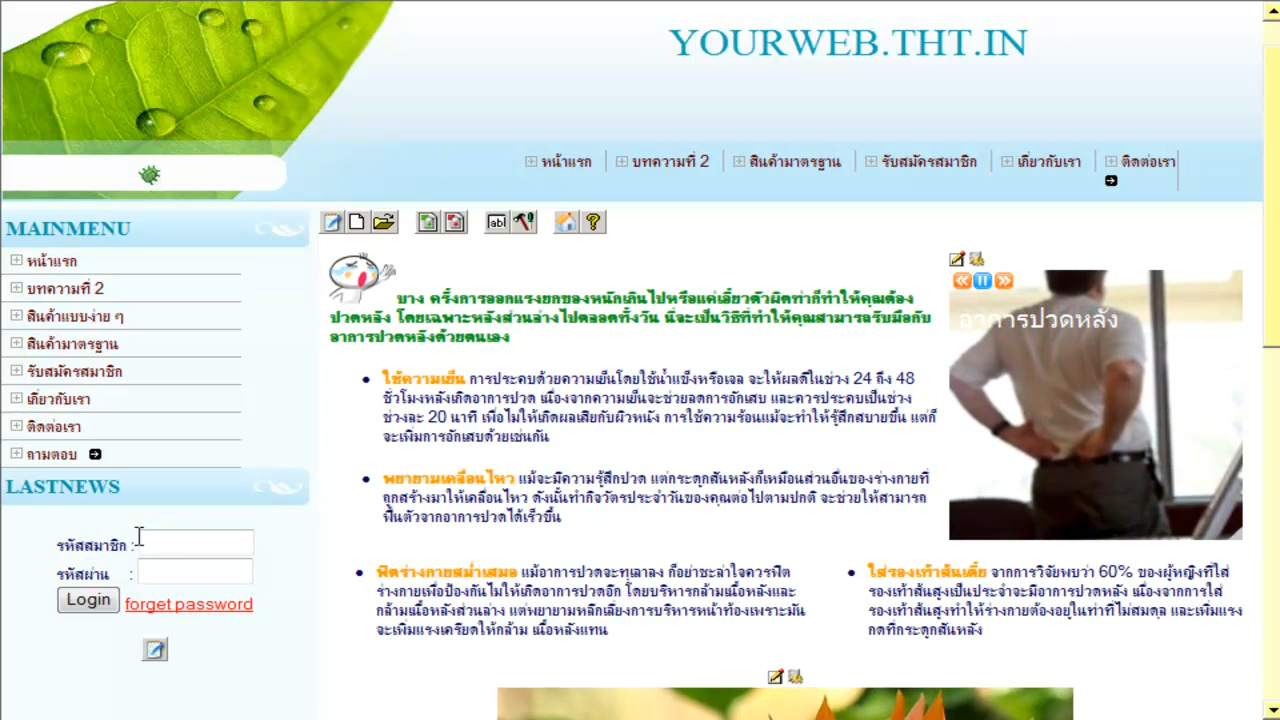 YOURWEB.THT.IN
หน้าแรก
บทความที่ 2
สินค้ามาตรฐาน
รับสมัครสมาชิก
เกี่ยวกับเรา
ติดต่อเรา
MAINMENU
หน้าแรก
บทความที่ 2
สินค้าแบบง่าย ๆ
สินค้ามาตรฐาน
รับสมัครสมาชิก
เกี่ยวกับเรา
ติดต่อเรา
ถามตอบ
LASTNEWS
รหัสสมาชิก :
รหัสผ่าน :
Login forget password
abl
?
บาง ครั้งการออกแรงยกของหนักเกินไปหรือแค่เอี้ยวตัวผิดท่าก็ทำให้คุณต้อง
ปวดหลัง โดยเฉพาะหลังส่วนล่างไปตลอดทั้งวัน นี่จะเป็นวิธีที่ทำให้คุณสามารถรับมือกับ
อาการปวดหลังด้วยตนเอง
อาการปวดหลัง
ใช้ความเย็น การประคบด้วยความเย็นโดยใช้น้ำแข็งหรือเจล จะให้ผลดีในช่วง 24 ถึง 48
ชั่วโมงหลังเกิดอาการปวด เนื่องจากความเย็นจะช่วยลดการอักเสบ และควรประคบเป็นช่วง
ช่วงละ 20 นาที เพื่อไม่ให้เกิดผลเสียกับผิวหนัง การใช้ความร้อนแม้จะทำให้รู้สึกสบายขึ้น แต่ก็
จะเพิ่มการอักเสบด้วยเช่นกัน
พยายามเคลื่อนไหว แม้จะมีความรู้สึกปวด แต่กระดูกสันหลังก็เหมือนส่วนอื่นของร่างกายที่
ถูกสร้างมาให้เคลื่อนไหว ดังนั้นทำกิจวัตรประจำวันของคุณต่อไปตามปกติ จะช่วยให้สามารถ
ฟื้นตัวจากอาการปวดได้เร็วขึ้น
ฟิตร่างกายสม่ำเสมอ แม้อาการปวดจะทุเลาลง ก็อย่าชะล่าใจควรฟิต
ร่างกายเพื่อป้องกันไม่ให้เกิดอาการปวดอีก โดยบริหารกล้ามเนื้อหลังและ
กล้ามเนื้อหลังส่วนล่าง แต่พยายามหลีกเลี่ยงการบริหารหน้าท้องเพราะมัน
จะเพิ่มแรงเครียดให้กล้าม เนื้อหลังแทน
ใส่รองเท้าส้นเตี้ย จากการวิจัยพบว่า 60% ของผู้หญิงที่ใส่
รองเท้าส้นสูงเป็นประจำจะมีอาการปวดหลัง เนื่องจากการใส่
รองเท้าส้นสูงทำให้ร่างกายต้องอยู่ในท่าที่ไม่สมดุล และเพิ่มแรง
กดที่กระดูกสันหลัง